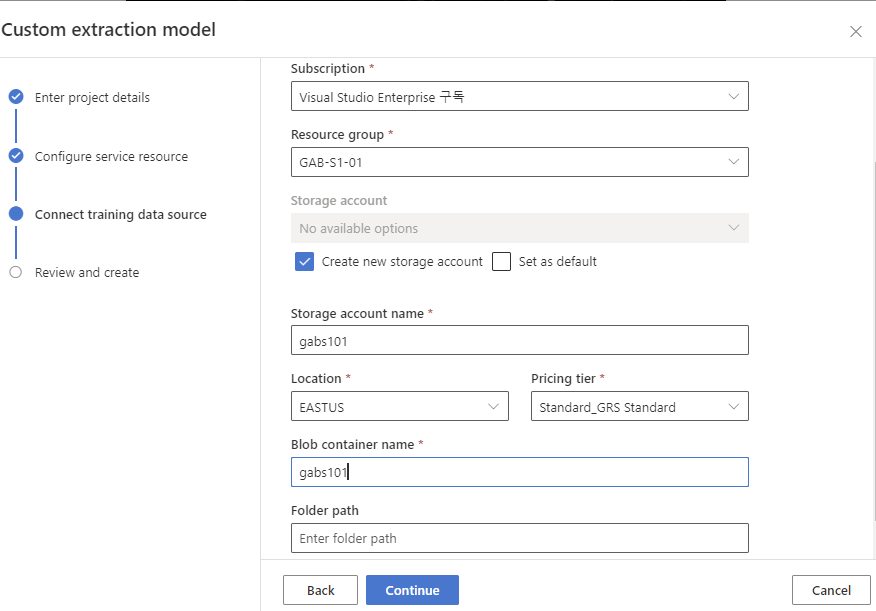 Custom extraction model
Enter project details
Configure service resource
Connect training data source
Review and create
Subscription *
Visual Studio Enterprise 구독
Resource group *
GAB-S1-01
Storage account
No available options
Create new storage account Set as default
Storage account name *
gabs101
Location * Pricing tier *
EASTUS Standard_GRS Standard
Blob container name *
gabs101
Folder path
Enter folder path
Back Continue Cancel